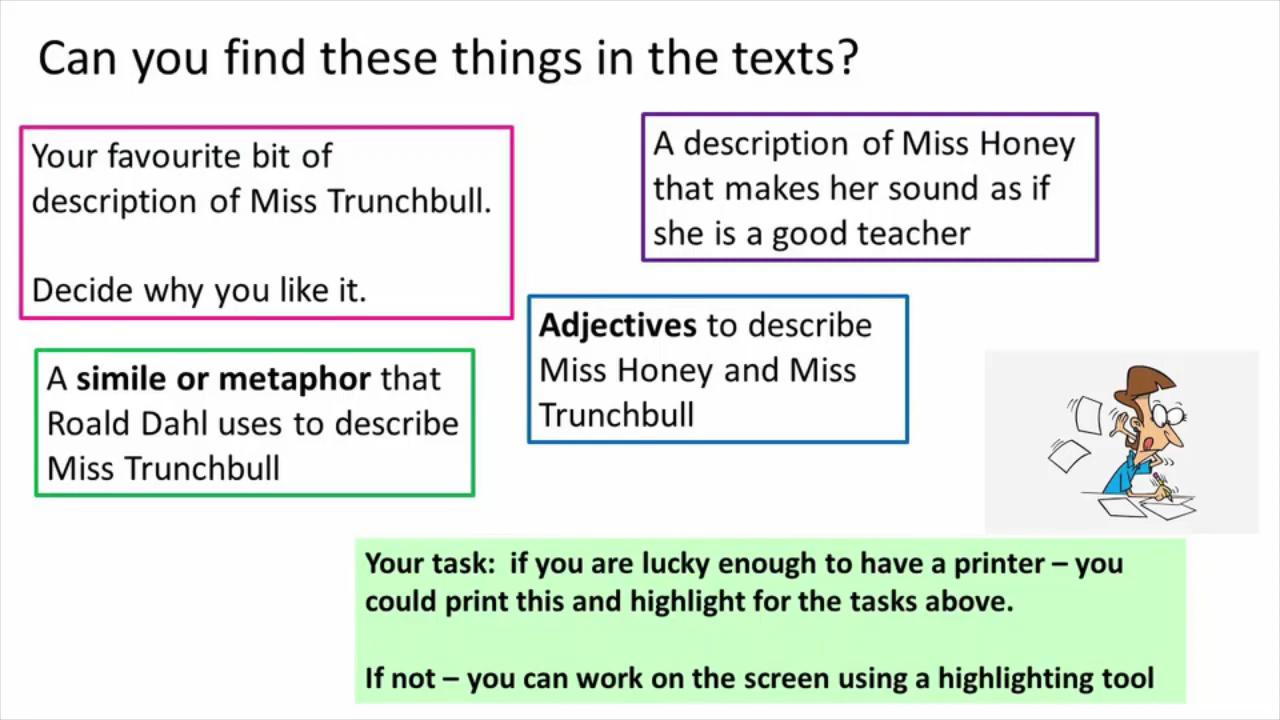 Can you find these things in the texts?
Your favourite bit of
description of Miss Trunchbull.
Decide why you like it.
A description of Miss Honey
that makes her sound as if
she is a good teacher
A simile or metaphor that
Roald Dahl uses to describe
Miss Trunchbull
Adjectives to describe
Miss Honey and Miss
Trunchbull
Your task:  if you are lucky enough to have a printer – you
could print this and highlight for the tasks above.
If not – you can work on the screen using a highlighting tool